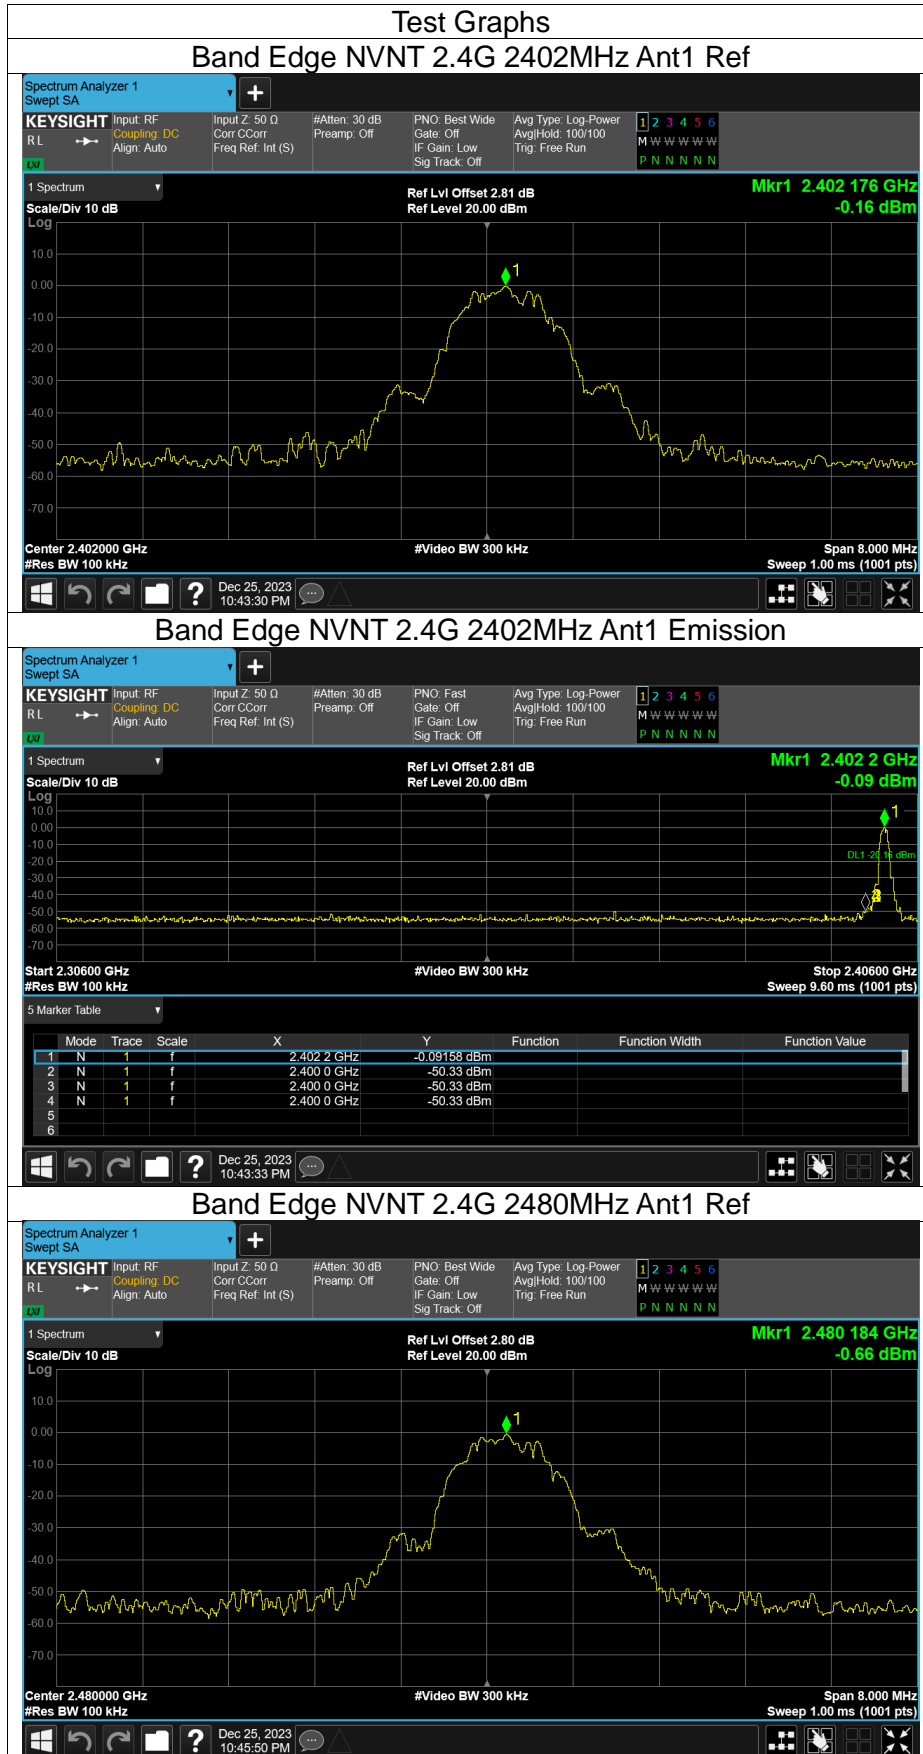 Test Graphs
Band Edge NVNT 2.4G 2402MHz Ant1 Ref
Spectrum Analyzer 1
Swept SA
+
KEYSIGHT Input: RF Input Z: 50 Ω #Atten: 30 dB PNO: Best Wide Avg Type: Log-Power 1 2 3 4 5 6
R L Coupling: DC Corr CCorr Preamp: Off Gate: Off Avg|Hold: 100/100 M W W W W W
Align: Auto Freq Ref: Int (S) IF Gain: Low Trig: Free Run
LXI Sig Track: Off P N N N N N
1 Spectrum Ref Lvl Offset 2.81 dB Mkr1 2.402 176 GHz
Scale/Div 10 dB Ref Level 20.00 dBm -0.16 dBm
Log
10.0
1
0.00
-10.0
-20.0
-30.0
-40.0
-50.0
-60.0
-70.0
Center 2.402000 GHz #Video BW 300 kHz Span 8.000 MHz
#Res BW 100 kHz Sweep 1.00 ms (1001 pts)
? Dec 25, 2023
10:43:30 PM
Band Edge NVNT 2.4G 2402MHz Ant1 Emission
Spectrum Analyzer 1
Swept SA
+
KEYSIGHT Input: RF Input Z: 50 Ω #Atten: 30 dB PNO: Fast Avg Type: Log-Power 1 2 3 4 5 6
R L Coupling: DC Corr CCorr Preamp: Off Gate: Off Avg|Hold: 100/100 M W W W W W
Align: Auto Freq Ref: Int (S) IF Gain: Low Trig: Free Run
LXI Sig Track: Off P N N N N N
1 Spectrum Ref Lvl Offset 2.81 dB Mkr1 2.402 2 GHz
Scale/Div 10 dB Ref Level 20.00 dBm -0.09 dBm
Log
10.0 1
0.00
-10.0
DL1 -20.16 dBm
-20.0
-30.0
-40.0
-50.0
-60.0
-70.0
Start 2.30600 GHz #Video BW 300 kHz Stop 2.40600 GHz
#Res BW 100 kHz Sweep 9.60 ms (1001 pts)
5 Marker Table
Mode Trace Scale X Y Function Function Width Function Value
1 N 1 f 2.402 2 GHz -0.09158 dBm
2 N 1 f 2.400 0 GHz -50.33 dBm
3 N 1 f 2.400 0 GHz -50.33 dBm
4 N 1 f 2.400 0 GHz -50.33 dBm
5
6
? Dec 25, 2023
10:43:33 PM
Band Edge NVNT 2.4G 2480MHz Ant1 Ref
Spectrum Analyzer 1
Swept SA
+
KEYSIGHT Input: RF Input Z: 50 Ω #Atten: 30 dB PNO: Best Wide Avg Type: Log-Power 1 2 3 4 5 6
R L Coupling: DC Corr CCorr Preamp: Off Gate: Off Avg|Hold: 100/100 M W W W W W
Align: Auto Freq Ref: Int (S) IF Gain: Low Trig: Free Run
LXI Sig Track: Off P N N N N N
1 Spectrum Ref Lvl Offset 2.80 dB Mkr1 2.480 184 GHz
Scale/Div 10 dB Ref Level 20.00 dBm -0.66 dBm
Log
10.0
1
0.00
-10.0
-20.0
-30.0
-40.0
-50.0
-60.0
-70.0
Center 2.480000 GHz #Video BW 300 kHz Span 8.000 MHz
#Res BW 100 kHz Sweep 1.00 ms (1001 pts)
? Dec 25, 2023
10:45:50 PM